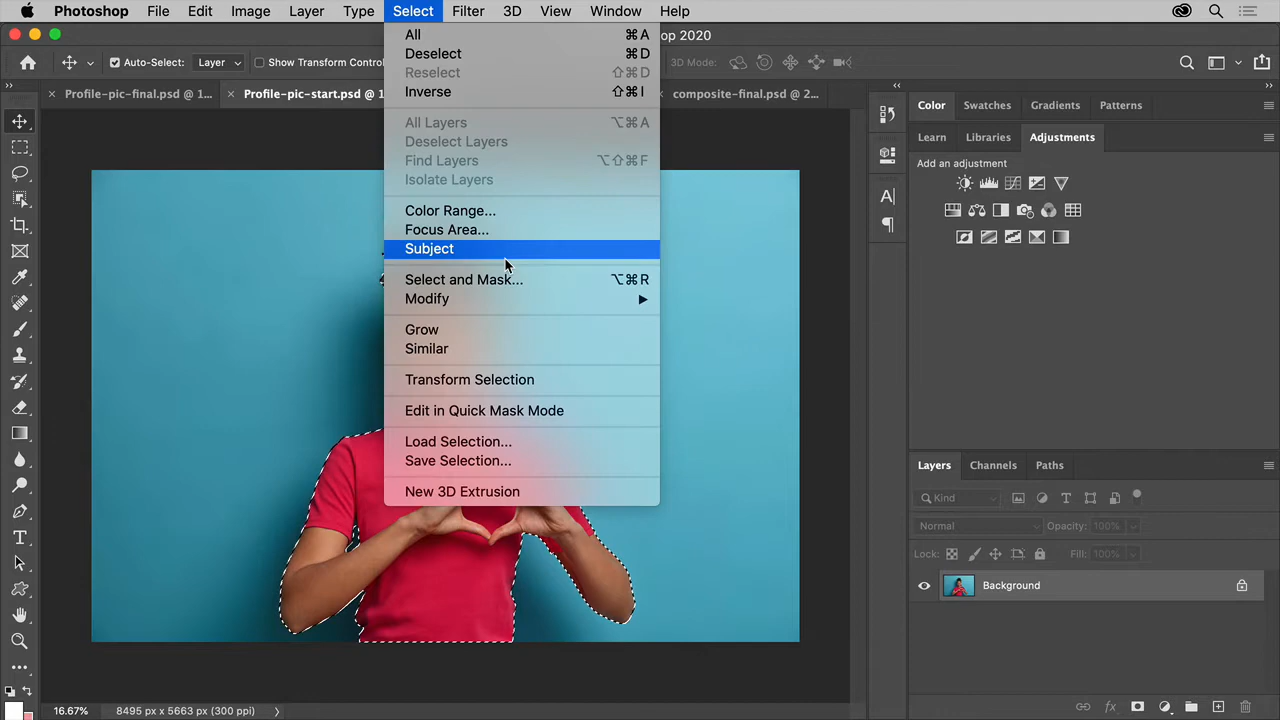 Photoshop File Edit Image Layer Type Select Filter 3D View Window Help
op 2020
Auto-Select: Layer Show Transform Control 3D Mode:
× Profile-pic-final.psd @ 1... × Profile-pic-start.psd @ 1 × composite-final.psd @ 2...
All ⌘A
Deselect ⌘D
Reselect ⇧⌘D
Inverse ⇧⌘I
All Layers ⌥⌘A
Deselect Layers
Find Layers ⌥⇧⌘F
Isolate Layers
Color Range...
Focus Area...
Subject
Select and Mask... ⌥⌘R
Modify
Grow
Similar
Transform Selection
Edit in Quick Mask Mode
Load Selection...
Save Selection...
New 3D Extrusion
Color Swatches Gradients Patterns
Learn Libraries Adjustments
Add an adjustment
Layers Channels Paths
Kind
Normal Opacity: 100%
Lock: Fill: 100%
Background
16.67% 8495 px x 5663 px (300 ppi)